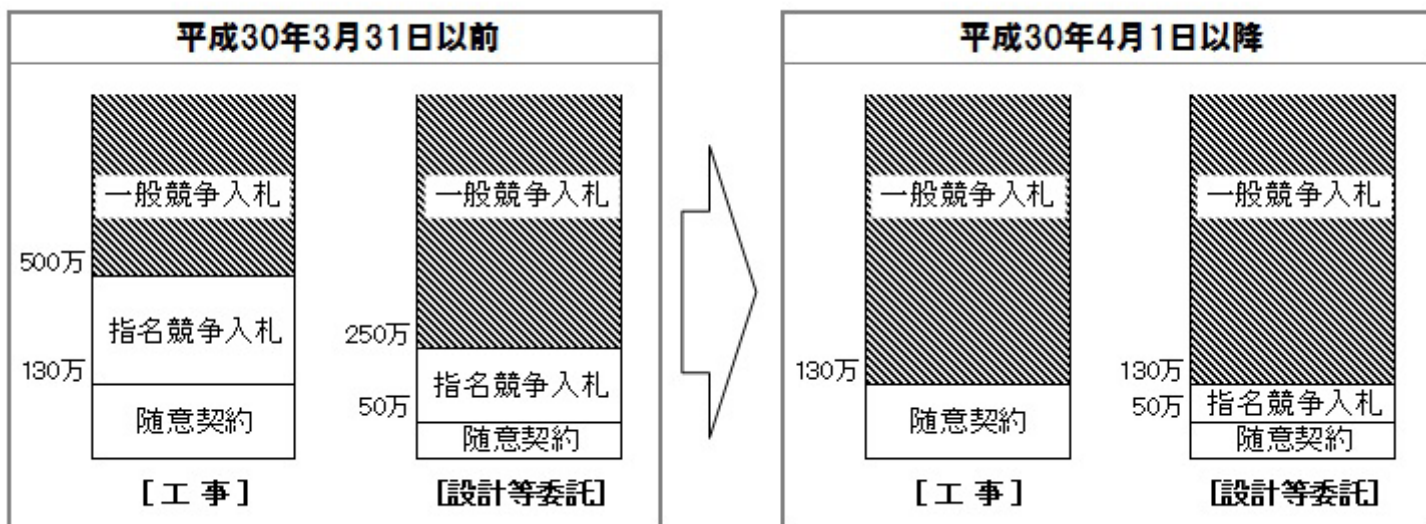 平成30年3月31日以前
一般競争入札
500万
指名競争入札
130万
随意契約
[工事]
一般競争入札
250万
指名競争入札
50万
随意契約
[設計等委託]
平成30年4月1日以降
一般競争入札
130万
随意契約
[工事]
一般競争入札
130万
50万
指名競争入札
随意契約
[設計等委託]